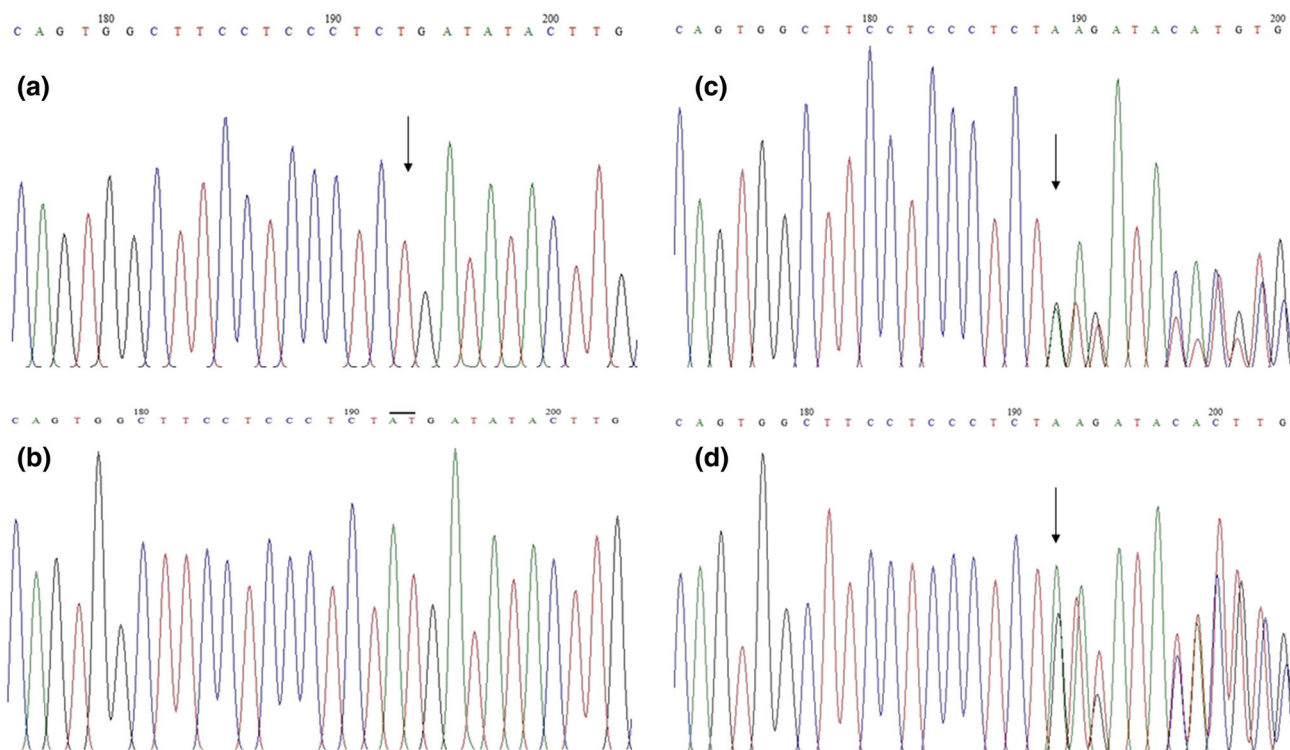 180 190 200
C A G T G G C T T C C T C C C T C T G A T A T A C T T G
(a)
180 190 200
C A G T G G C T T C C T C C C T C T A A G A T A C A T G T G
(c)
180 190 200
C A G T G G C T T C C T C C C T C T A T G A T A T A C T T G
(b)
180 190 200
C A G T G G C T T C C T C C C T C T A A G A T A C A C T T G
(d)